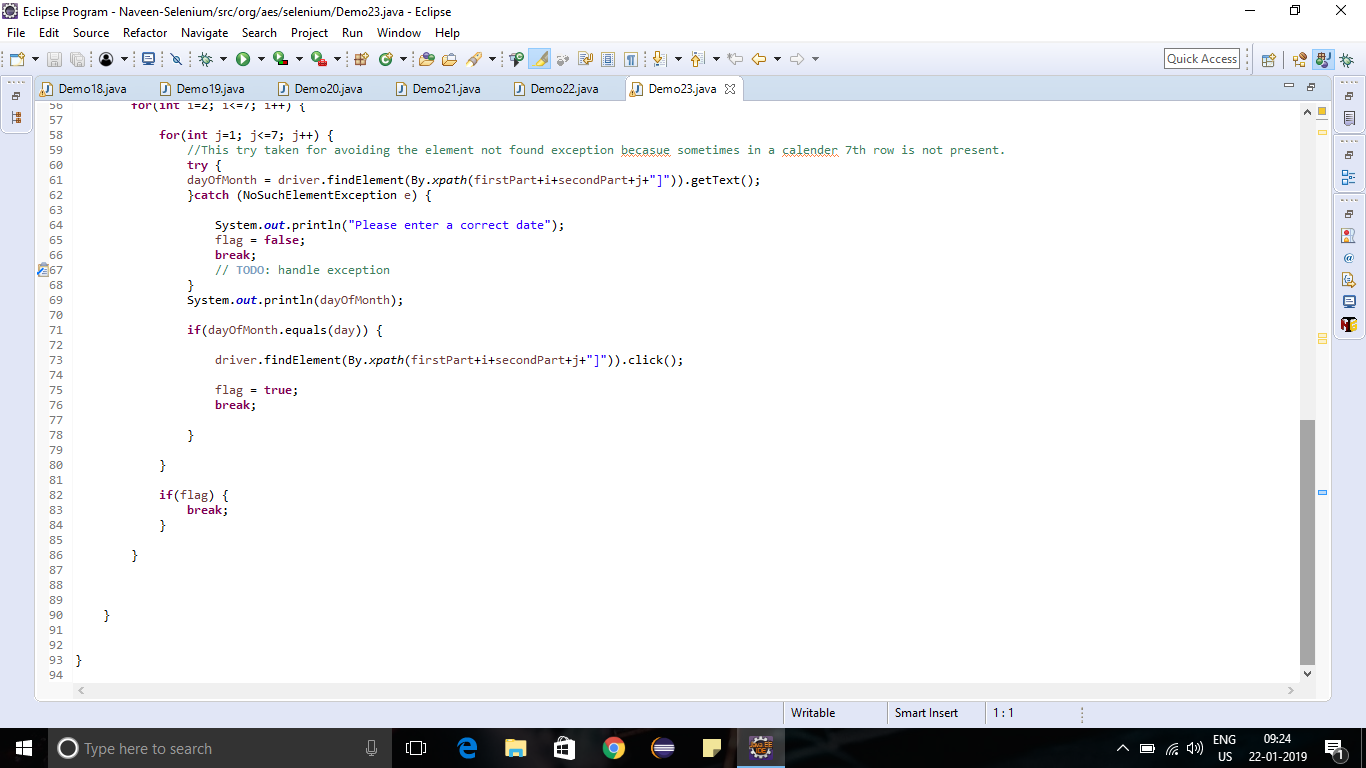 Eclipse Program - Naveen-Selenium/src/org/aes/selenium/Demo23.java - Eclipse
File Edit Source Refactor Navigate Search Project Run Window Help
Quick Access
Demo18.java Demo19.java Demo20.java Demo21.java Demo22.java Demo23.java
56 for(int i=2; i<=7; i++) {
57
58 for(int j=1; j<=7; j++) {
59 //This try taken for avoiding the element not found exception becasue sometimes in a calender 7th row is not present.
60 try {
61 dayOfMonth = driver.findElement(By.xpath(firstPart+i+secondPart+j+"]")).getText();
62 }catch (NoSuchElementException e) {
63
64 System.out.println("Please enter a correct date");
65 flag = false;
66 break;
67 // TODO: handle exception
68 }
69 System.out.println(dayOfMonth);
70
71 if(dayOfMonth.equals(day)) {
72
73 driver.findElement(By.xpath(firstPart+i+secondPart+j+"]")).click();
74
75 flag = true;
76 break;
77
78 }
79
80 }
81
82 if(flag) {
83 break;
84 }
85
86 }
87
88
89
90 }
91
92
93 }
94
Writable Smart Insert 1 : 1
Type here to search
ENG 09:24
US 22-01-2019
1